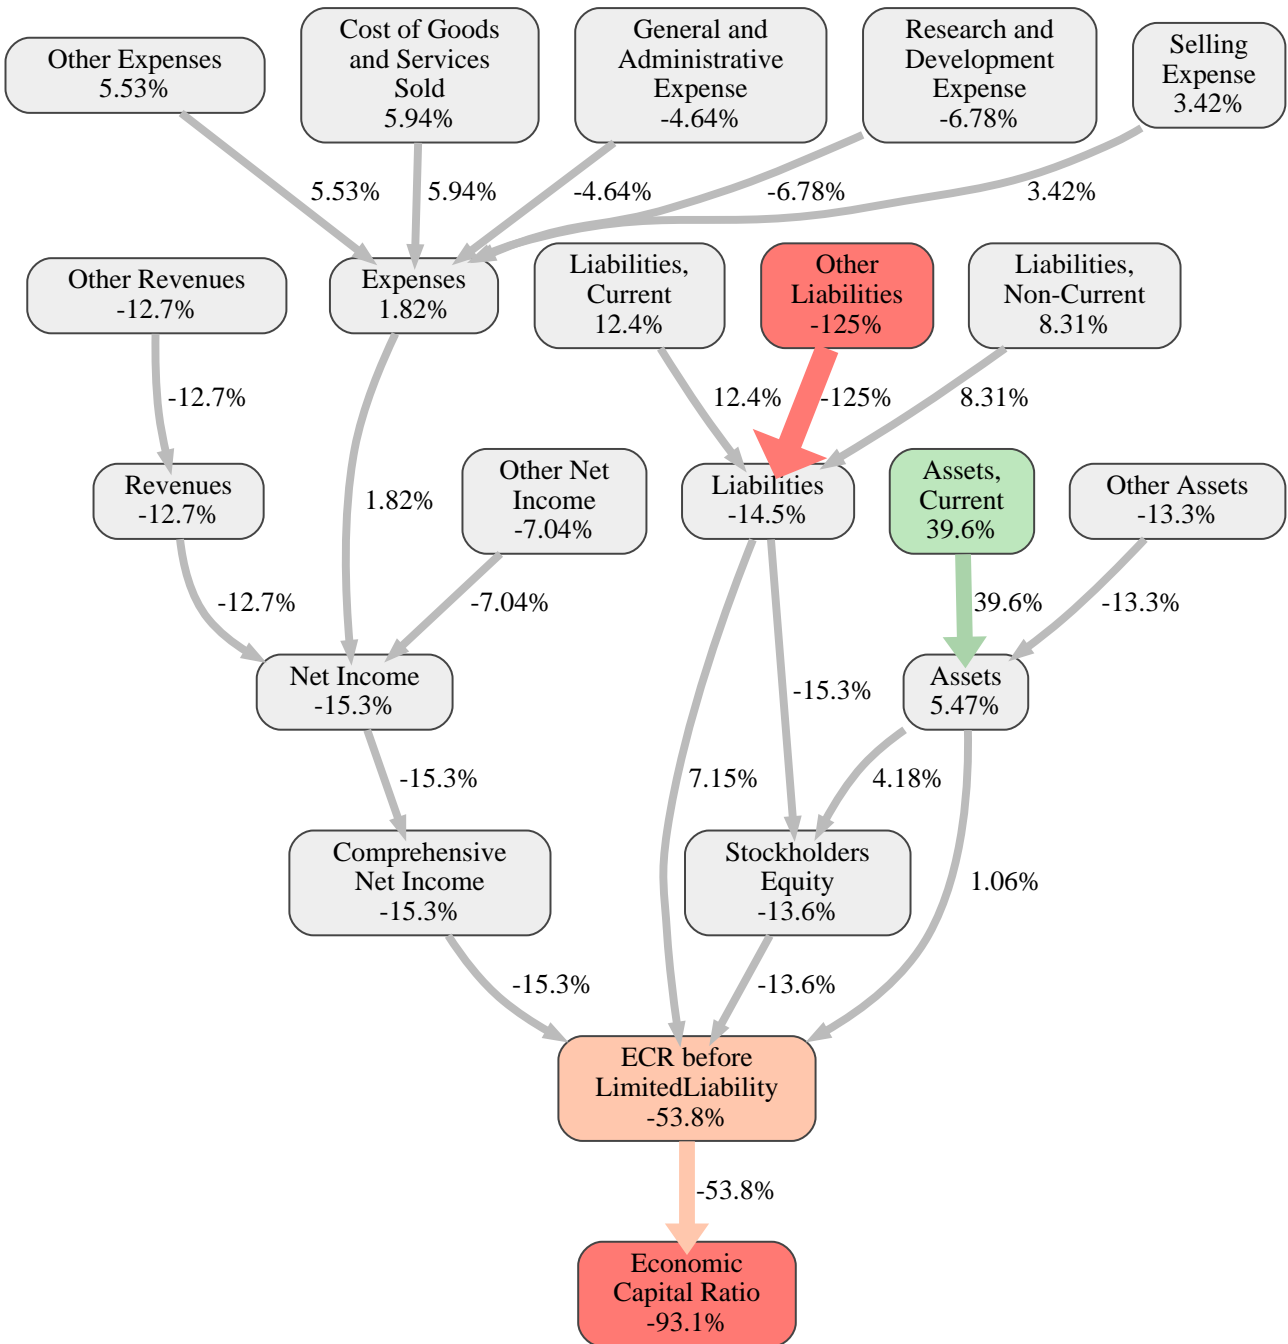 Other Expenses
5.53%
Cost of Goods
and Services
Sold
5.94%
General and
Administrative
Expense
-4.64%
Research and
Development
Expense
-6.78%
Selling
Expense
3.42%
5.53%
5.94%
-4.64%
-6.78%
3.42%
Other Revenues
-12.7%
Expenses
1.82%
Liabilities,
Current
12.4%
Other
Liabilities
-125%
Liabilities,
Non-Current
8.31%
-12.7%
12.4%
-125%
8.31%
Revenues
-12.7%
1.82%
Other Net
Income
-7.04%
Liabilities
-14.5%
Assets,
Current
39.6%
Other Assets
-13.3%
-12.7%
-7.04%
39.6%
-13.3%
Net Income
-15.3%
-15.3%
Assets
5.47%
-15.3%
7.15%
4.18%
Comprehensive
Net Income
-15.3%
Stockholders
Equity
-13.6%
1.06%
-15.3%
-13.6%
ECR before
LimitedLiability
-53.8%
-53.8%
Economic
Capital Ratio
-93.1%